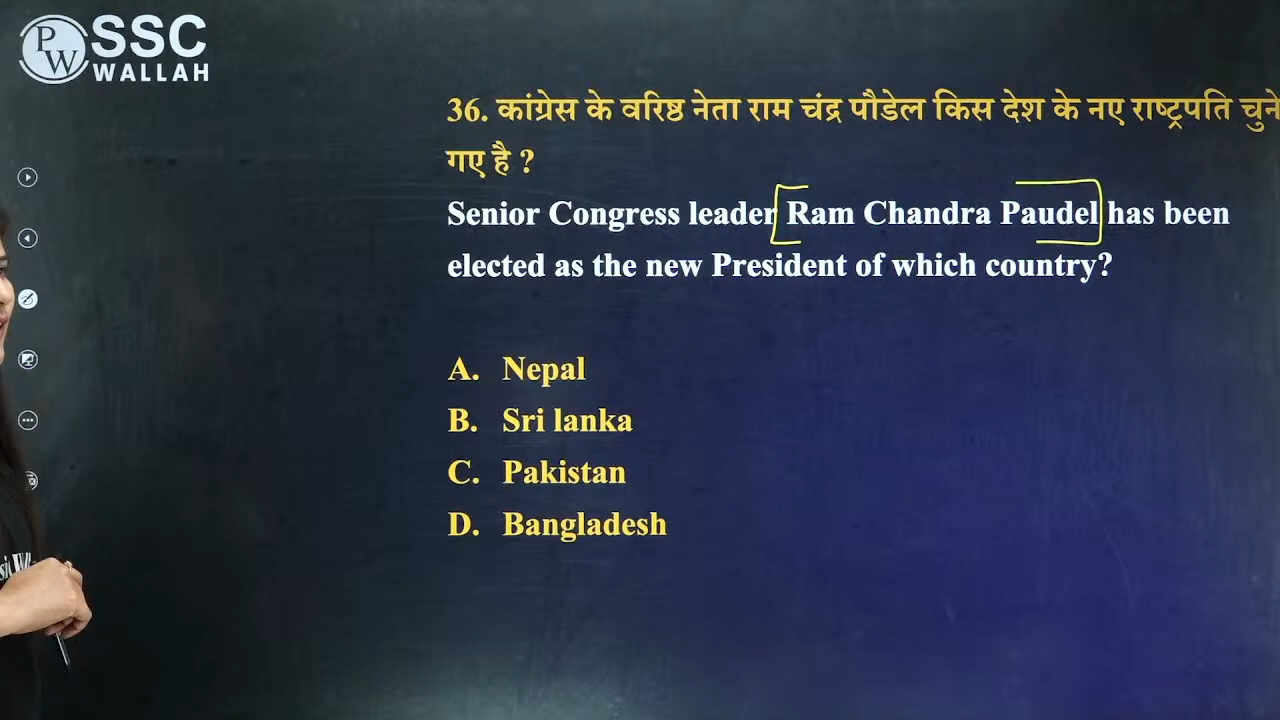 PW SSC
WALLAH
36. कांग्रेस के वरिष्ठ नेता राम चंद्र पौडेल किस देश के नए राष्ट्रपति चुने
गए है ?
Senior Congress leader Ram Chandra Paudel has been
elected as the new President of which country?
A. Nepal
B. Sri lanka
C. Pakistan
D. Bangladesh